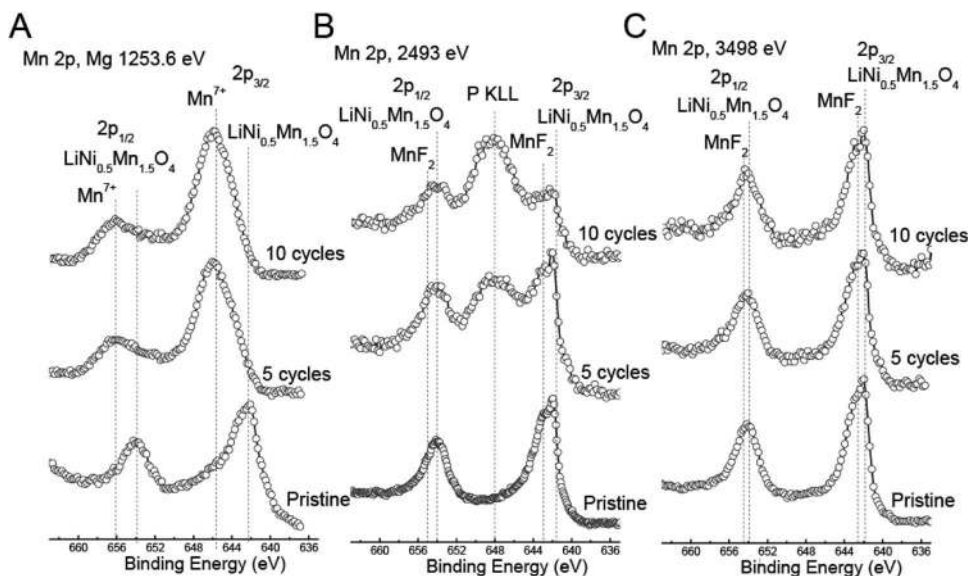 A
Mn 2p, Mg 1253.6 eV
2p₃/₂
Mn⁷⁺
2p₁/₂
LiNi₀.₅Mn₁.₅O₄
LiNi₀.₅Mn₁.₅O₄
Mn⁷⁺
10 cycles
5 cycles
Pristine
660 656 652 648 644 640 636
Binding Energy (eV)
B
Mn 2p, 2493 eV
2p₁/₂
2p₃/₂
P KLL
LiNi₀.₅Mn₁.₅O₄
LiNi₀.₅Mn₁.₅O₄
MnF₂
MnF₂
10 cycles
5 cycles
Pristine
660 656 652 648 644 640 636
Binding Energy (eV)
C
Mn 2p, 3498 eV
2p₃/₂
2p₁/₂
LiNi₀.₅Mn₁.₅O₄
LiNi₀.₅Mn₁.₅O₄
MnF₂
MnF₂
10 cycles
5 cycles
Pristine
660 656 652 648 644 640 636
Binding Energy (eV)